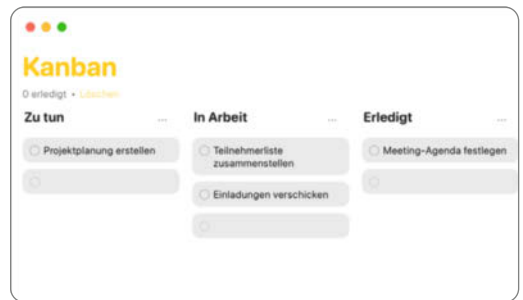 Kanban
0 erledigt • Löschen
Zu tun
Projektplanung erstellen
In Arbeit
Teilnehmerliste
zusammenstellen
Einladungen verschicken
Erledigt
Meeting-Agenda festlegen